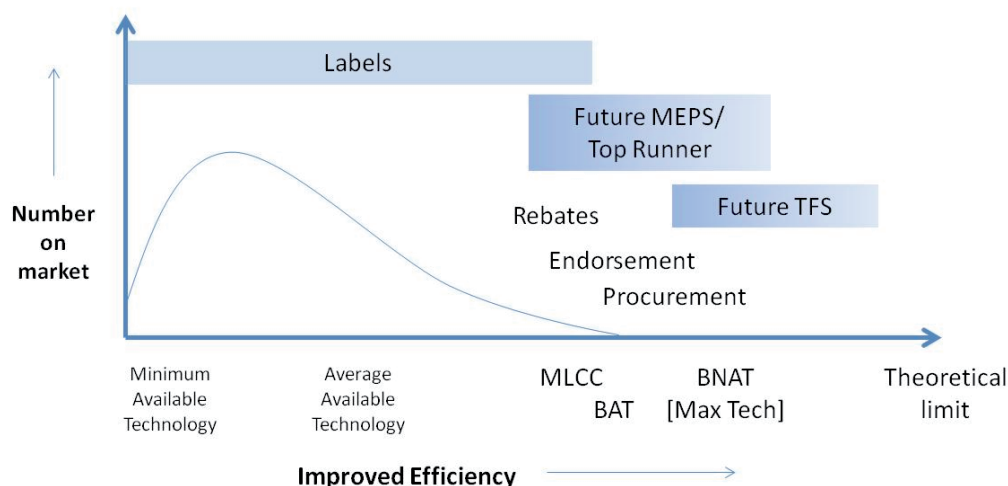 Labels
Future MEPS/
Top Runner
Future TFS
Rebates
Endorsement
Procurement
Number
on
market
Minimum
Available
Technology
Average
Available
Technology
MLCC
BAT
BNAT
[Max Tech]
Theoretical
limit
Improved Efficiency